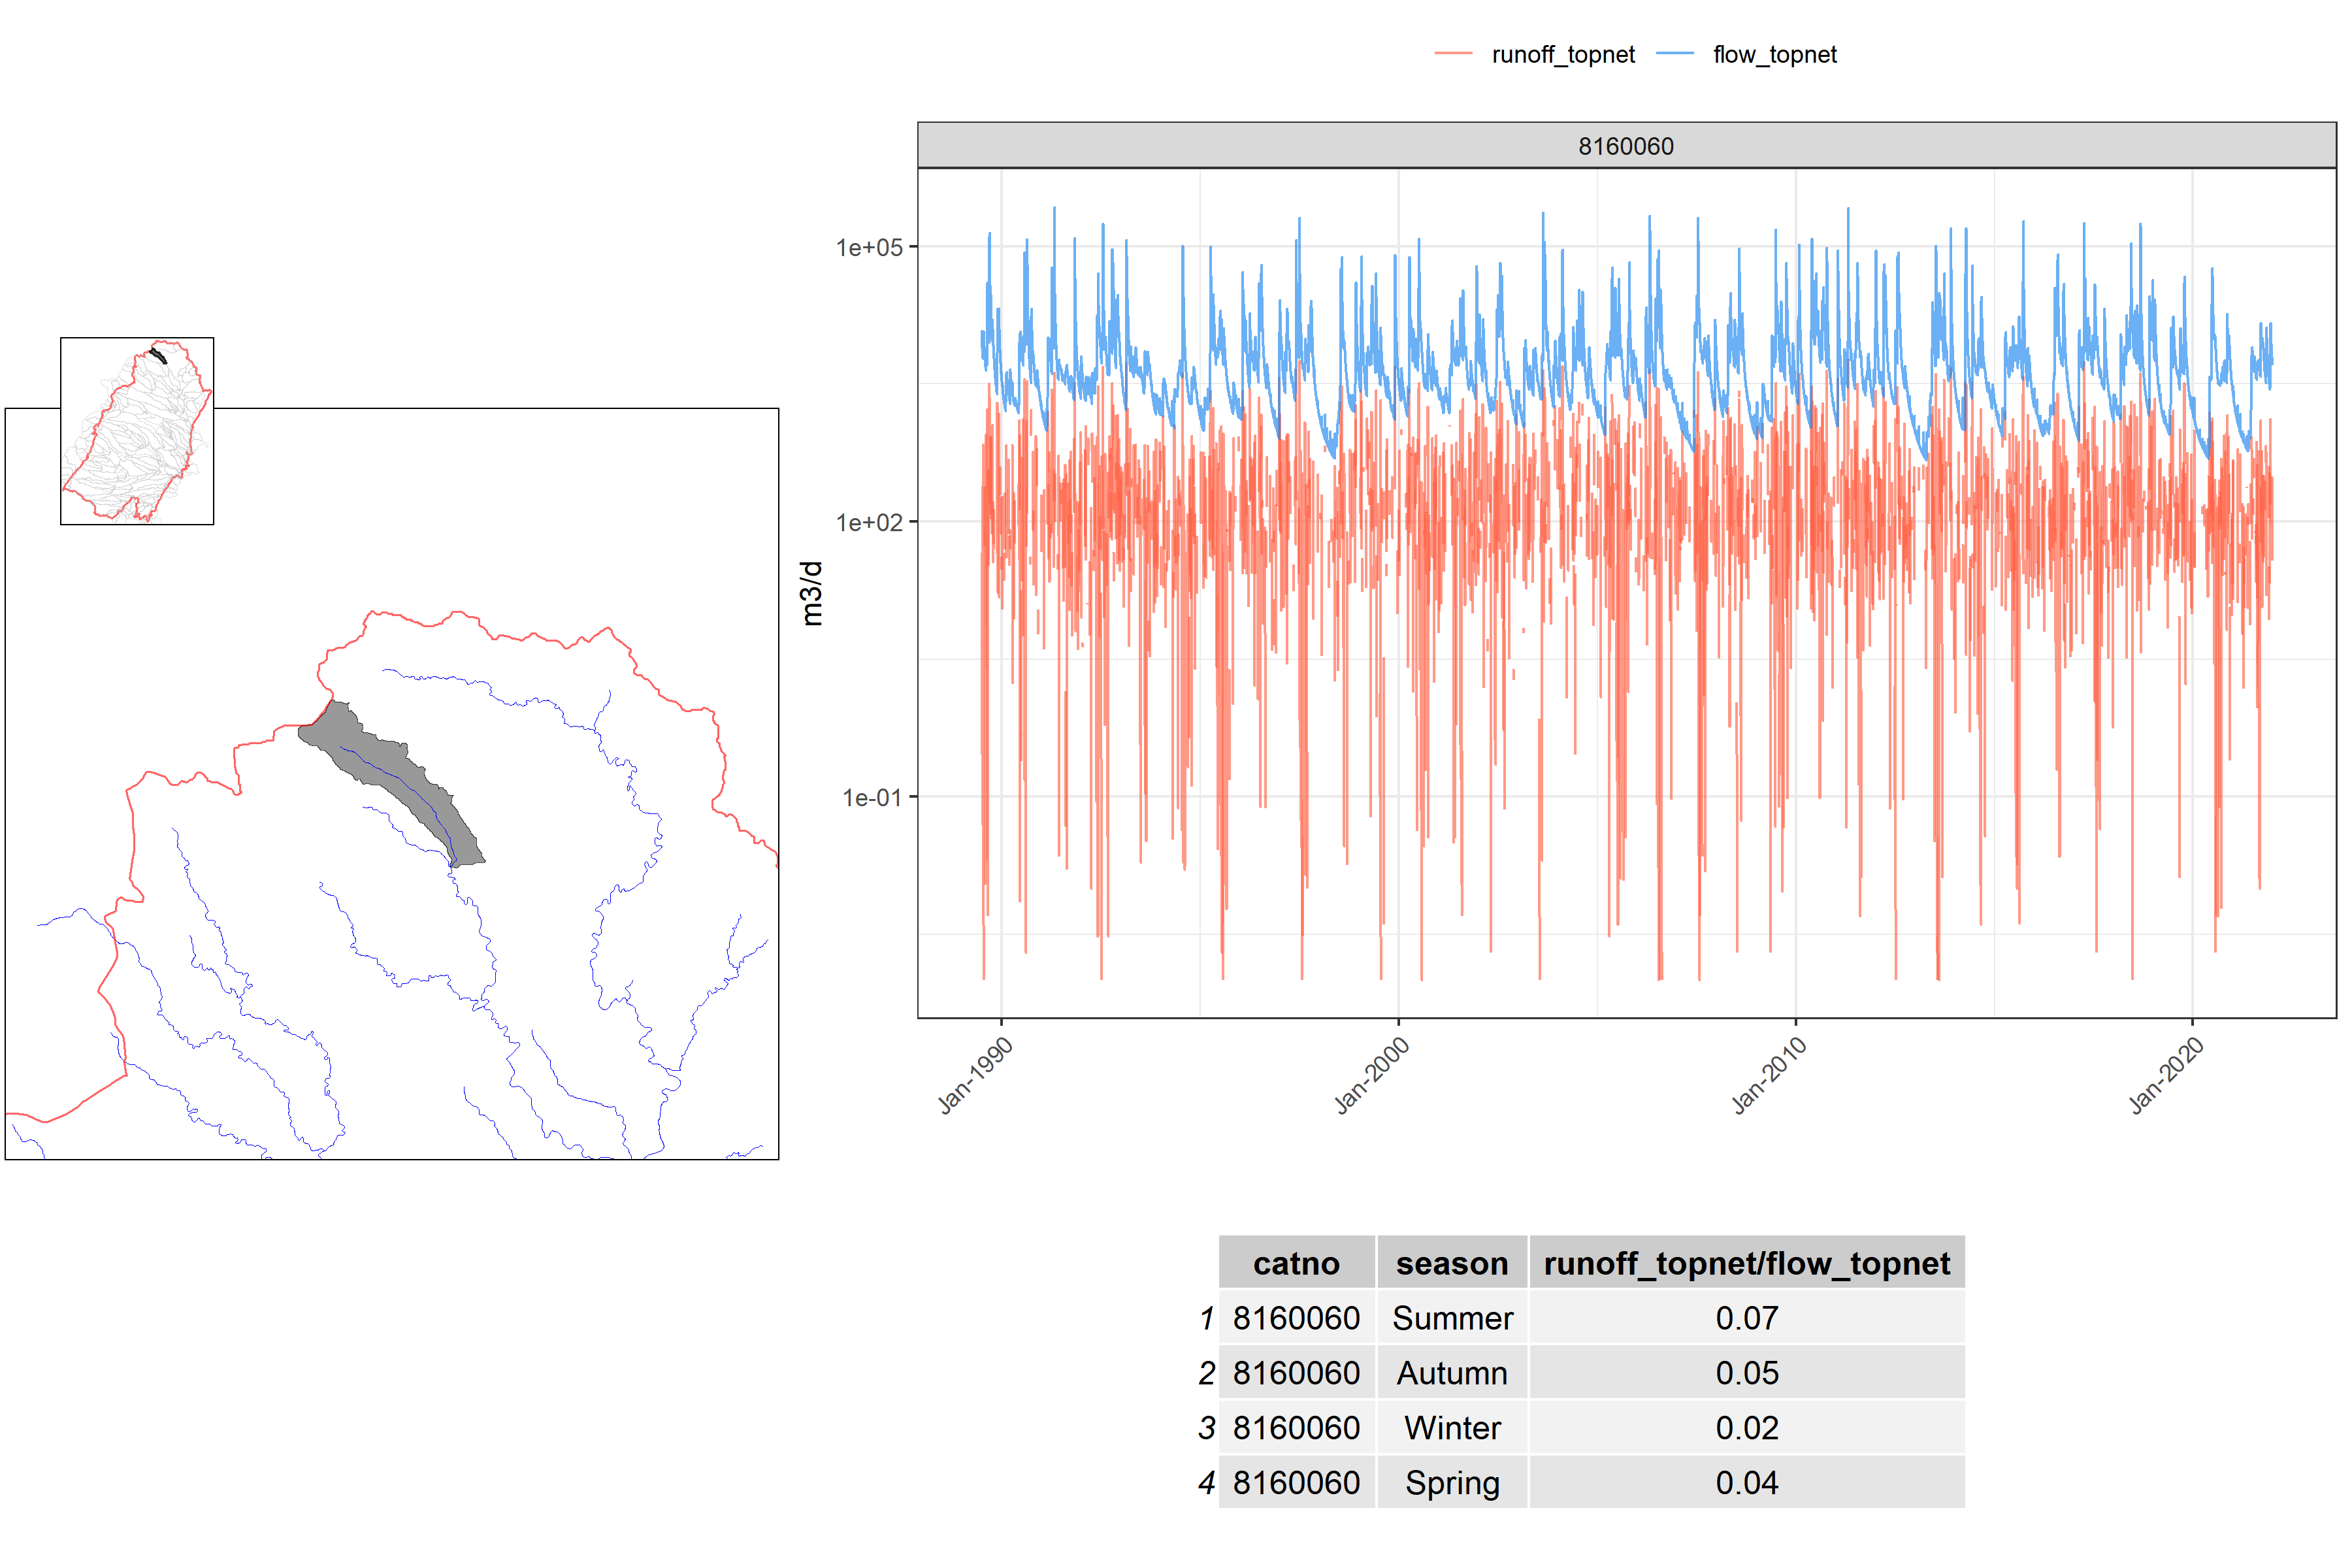 runoff_topnet flow_topnet
8160060
1e+05
1e+02
1e-01
m3/d
Jan-1990
Jan-2000
Jan-2010
Jan-2020
catno season runoff_topnet/flow_topnet
1 8160060 Summer 0.07
2 8160060 Autumn 0.05
3 8160060 Winter 0.02
4 8160060 Spring 0.04